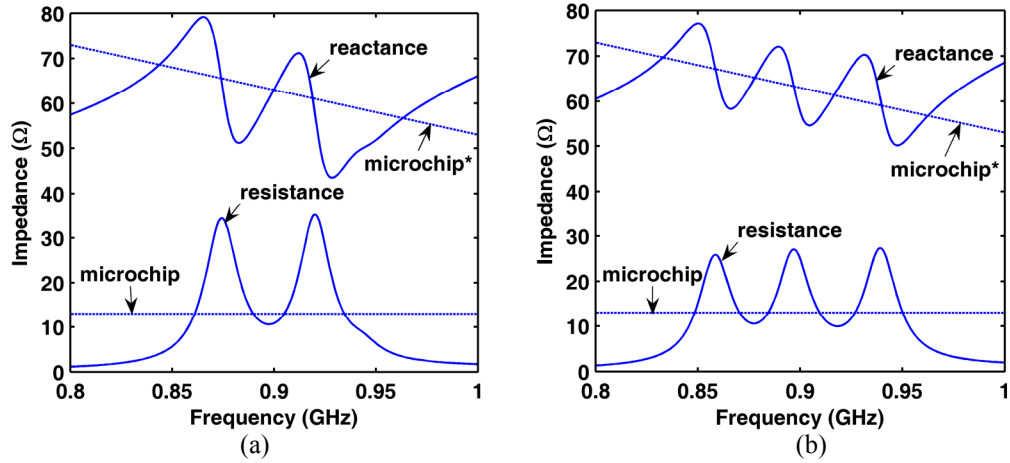 80
70
60
50
40
30
20
10
0
Impedance (Ω)
reactance
microchip*
resistance
microchip
0.8
0.85
0.9
0.95
1
Frequency (GHz)
(a)
80
70
60
50
40
30
20
10
0
Impedance (Ω)
reactance
microchip*
resistance
microchip
0.8
0.85
0.9
0.95
1
Frequency (GHz)
(b)